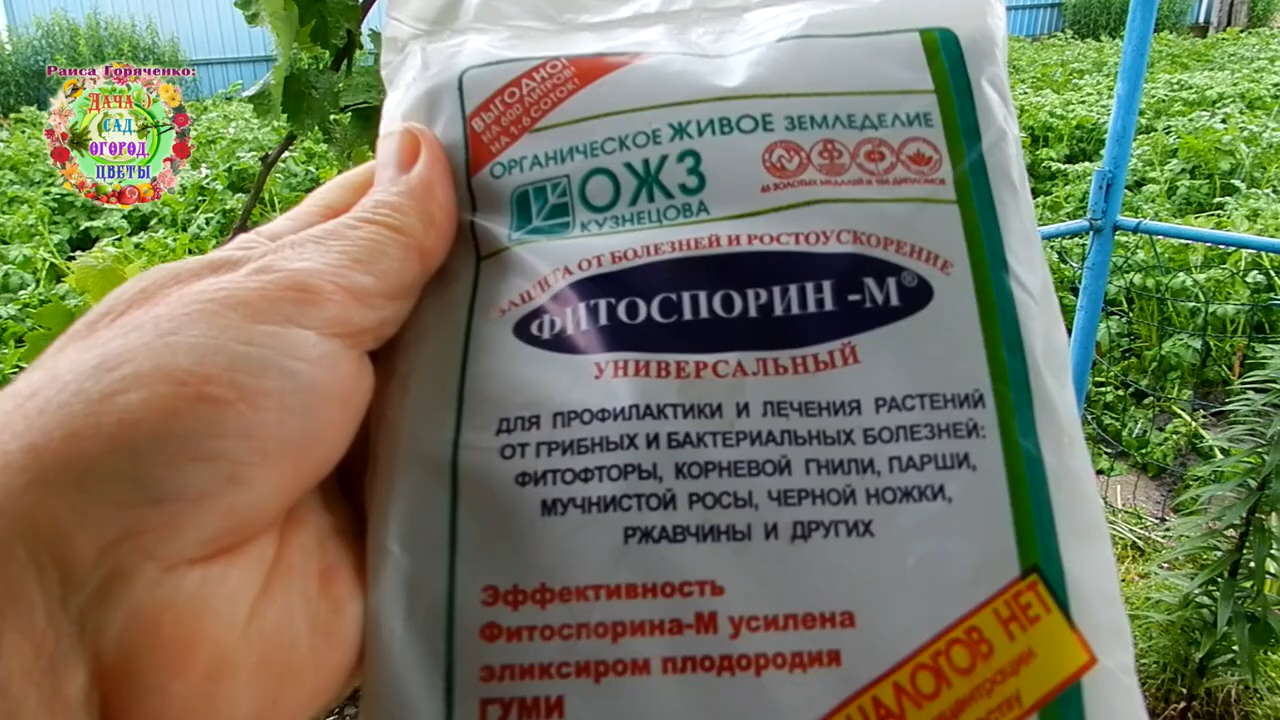 Раиса Горяченко:
Дача :)
сад,
огород,
цветы
ВЫГОДНО!
НА 600 ЛИТРОВ!
НА 1-6 СОТОК!
ОРГАНИЧЕСКОЕ ЖИВОЕ ЗЕМЛЕДЕЛИЕ
ОЖЗ
КУЗНЕЦОВА
ЗАЩИТА ОТ БОЛЕЗНЕЙ И РОСТОУСКОРЕНИЕ
ФИТОСПОРИН -М®
УНИВЕРСАЛЬНЫЙ
ДЛЯ ПРОФИЛАКТИКИ И ЛЕЧЕНИЯ РАСТЕНИЙ
ОТ ГРИБНЫХ И БАКТЕРИАЛЬНЫХ БОЛЕЗНЕЙ:
ФИТОФТОРЫ, КОРНЕВОЙ ГНИЛИ, ПАРШИ,
МУЧНИСТОЙ РОСЫ, ЧЕРНОЙ НОЖКИ,
РЖАВЧИНЫ И ДРУГИХ
Эффективность
Фитоспорина-М усилена
эликсиром плодородия
ГУМИ
НАЛОГОВ НЕТ